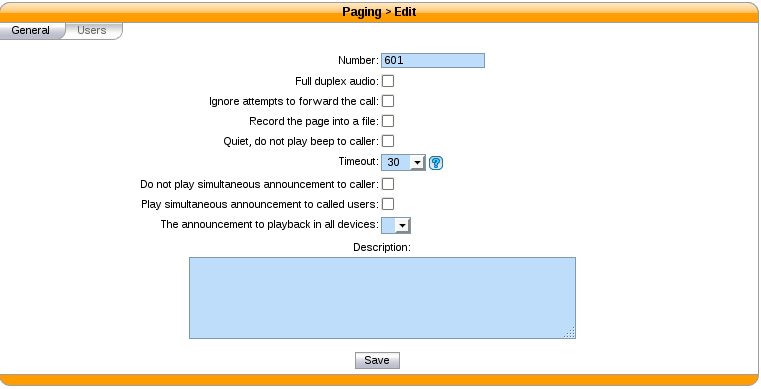 Paging > Edit
General Users
Number: 601
Full duplex audio:
Ignore attempts to forward the call:
Record the page into a file:
Quiet, do not play beep to caller:
Timeout: 30 ?
Do not play simultaneous announcement to caller:
Play simultaneous announcement to called users:
The announcement to playback in all devices:
Description:
Save